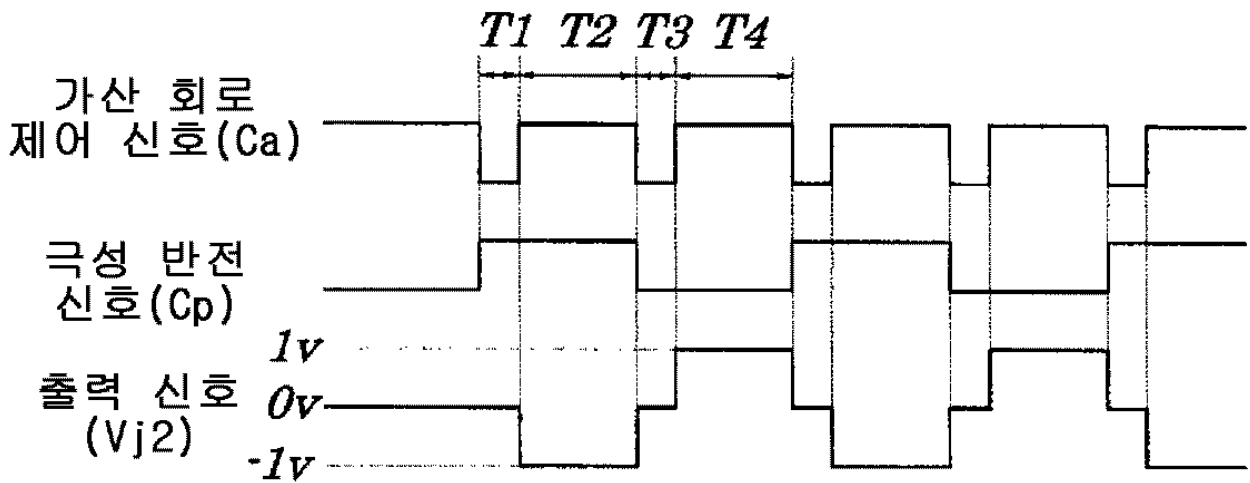 T1 T2 T3 T4
가산 회로
제어 신호(Ca)
극성 반전
신호(Cp)
1v
출력 신호
(Vj2)
0v
-1v